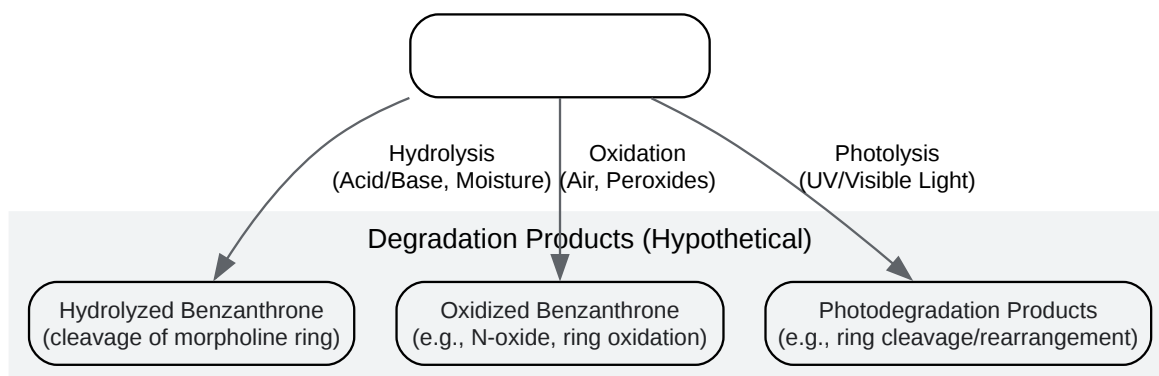 Hydrolysis
(Acid/Base, Moisture)
Oxidation
(Air, Peroxides)
Photolysis
(UV/Visible Light)
Degradation Products (Hypothetical)
Hydrolyzed Benzanthrone
(cleavage of morpholine ring)
Oxidized Benzanthrone
(e.g., N-oxide, ring oxidation)
Photodegradation Products
(e.g., ring cleavage/rearrangement)